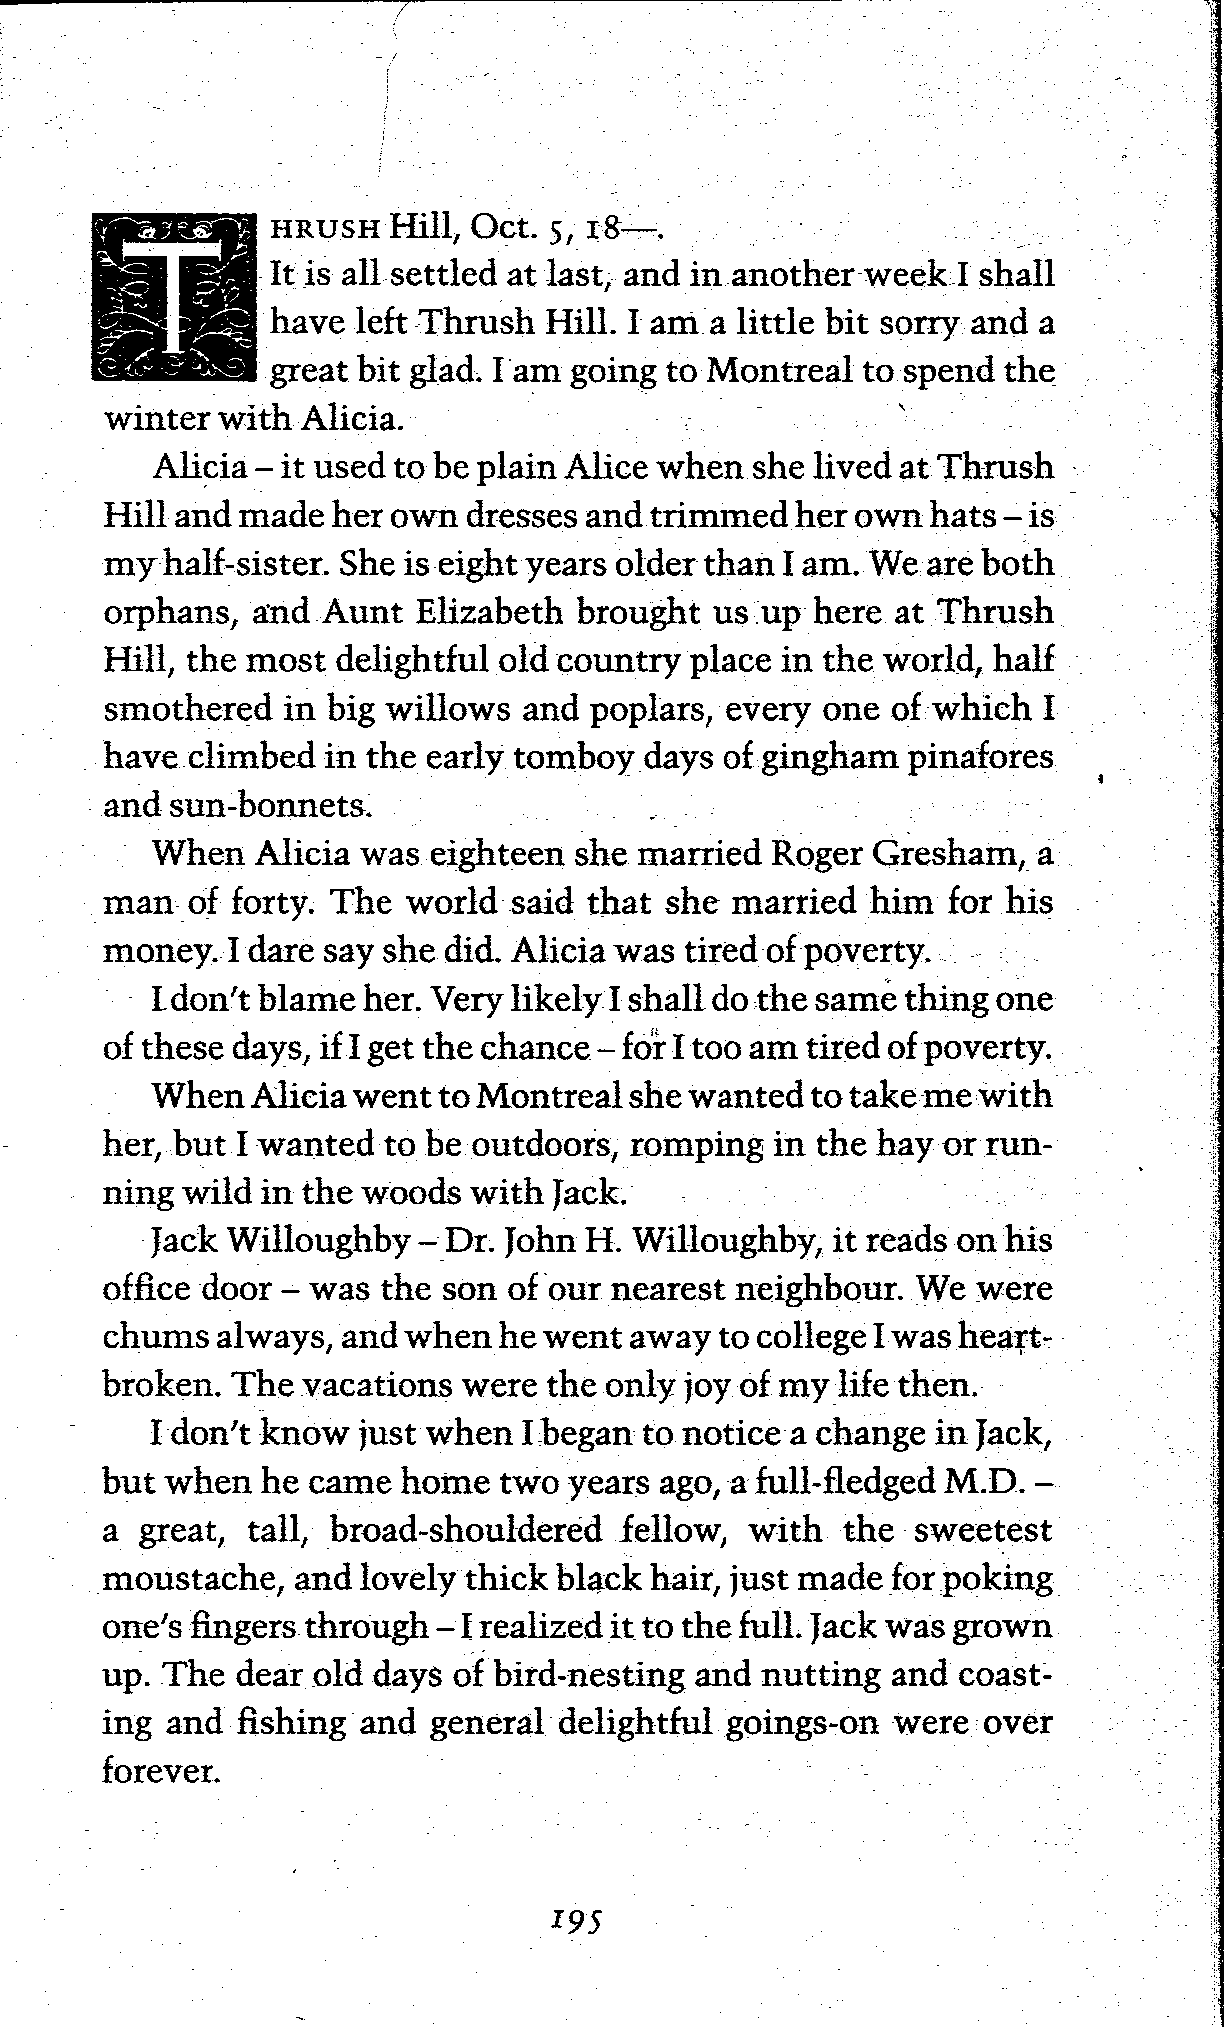 THRUSH Hill, Oct. 5, 18—.
It is all settled at last, and in another week I shall
have left Thrush Hill. I am a little bit sorry and a
great bit glad. I am going to Montreal to spend the
winter with Alicia.
Alicia – it used to be plain Alice when she lived at Thrush
Hill and made her own dresses and trimmed her own hats – is
my half-sister. She is eight years older than I am. We are both
orphans, and Aunt Elizabeth brought us up here at Thrush
Hill, the most delightful old country place in the world, half
smothered in big willows and poplars, every one of which I
have climbed in the early tomboy days of gingham pinafores
and sun-bonnets.
When Alicia was eighteen she married Roger Gresham, a
man of forty. The world said that she married him for his
money. I dare say she did. Alicia was tired of poverty.
I don't blame her. Very likely I shall do the same thing one
of these days, if I get the chance – for I too am tired of poverty.
When Alicia went to Montreal she wanted to take me with
her, but I wanted to be outdoors, romping in the hay or run-
ning wild in the woods with Jack.
Jack Willoughby – Dr. John H. Willoughby, it reads on his
office door – was the son of our nearest neighbour. We were
chums always, and when he went away to college I was heart-
broken. The vacations were the only joy of my life then.
I don't know just when I began to notice a change in Jack,
but when he came home two years ago, a full-fledged M.D. –
a great, tall, broad-shouldered fellow, with the sweetest
moustache, and lovely thick black hair, just made for poking
one's fingers through – I realized it to the full. Jack was grown
up. The dear old days of bird-nesting and nutting and coast-
ing and fishing and general delightful goings-on were over
forever.
195